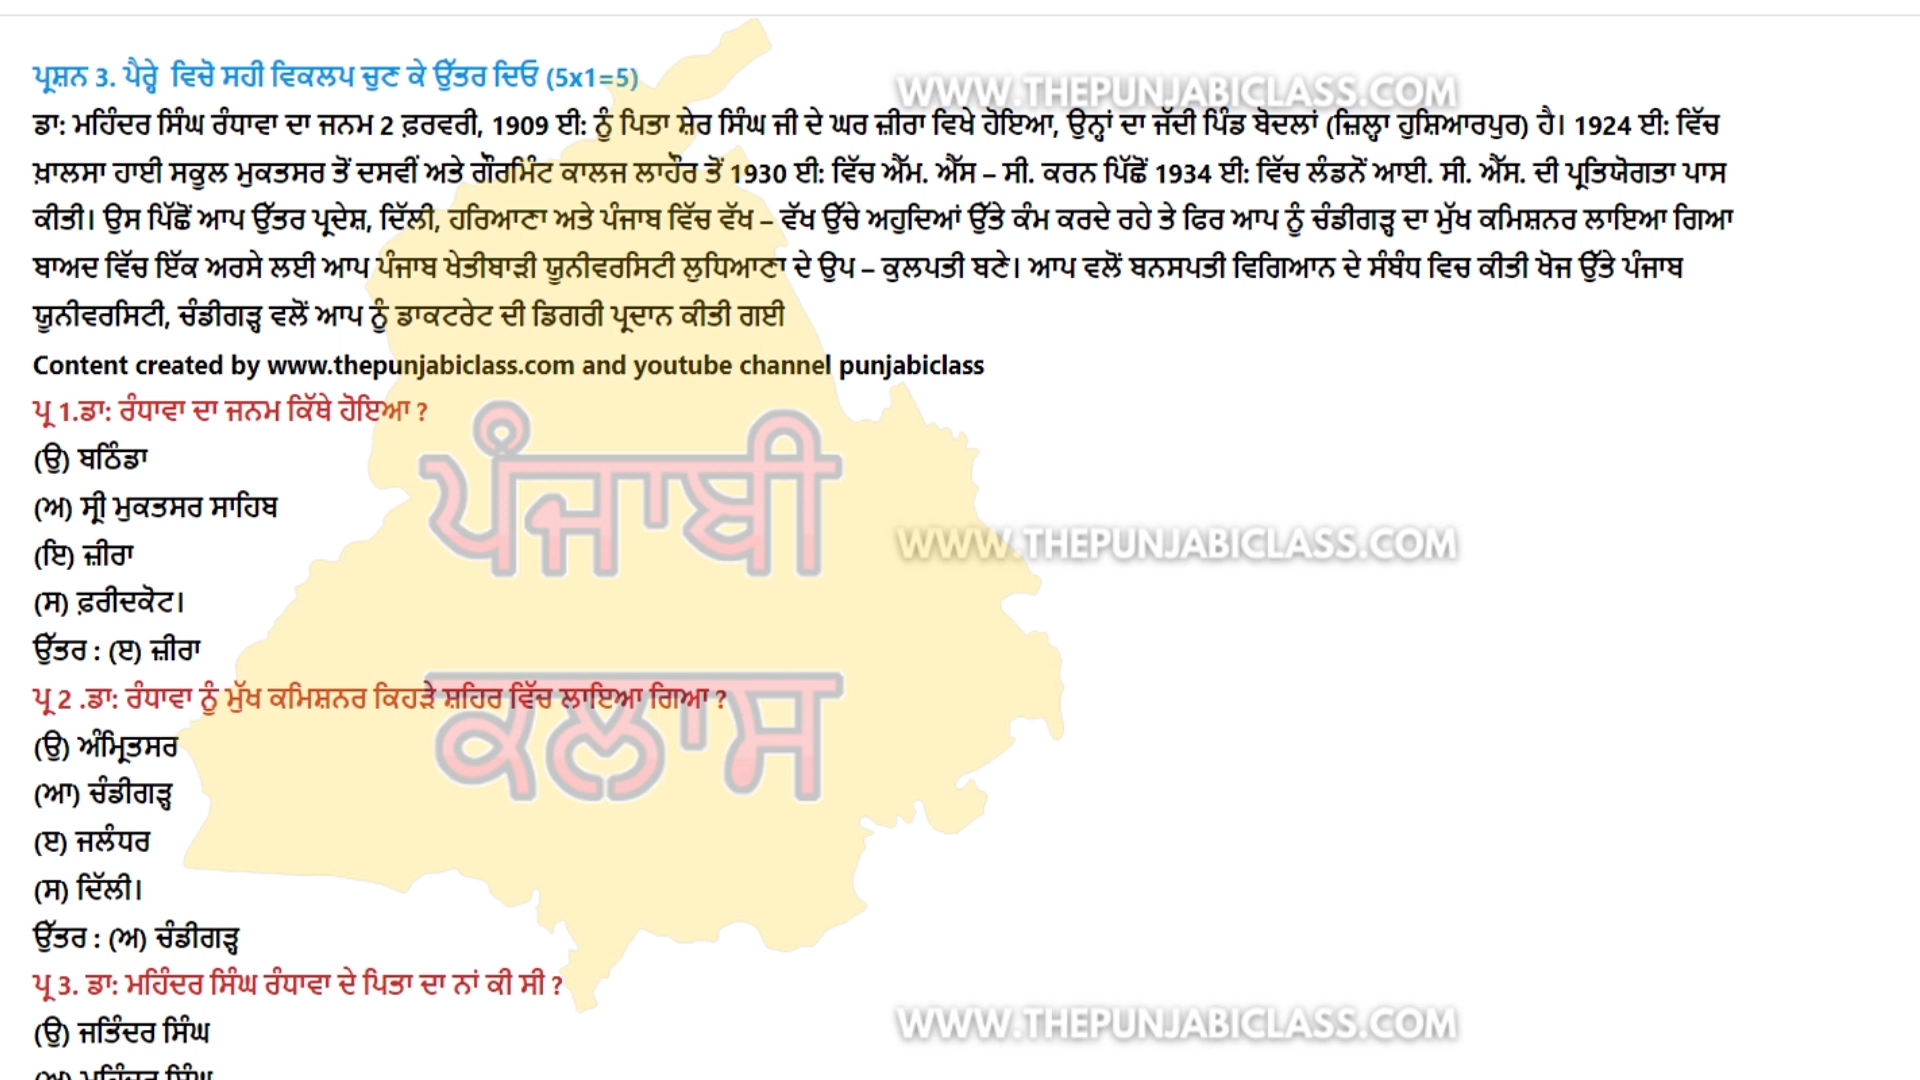 ਪ੍ਰਸ਼ਨ 3. ਪੈਰ੍ਹੇ ਵਿਚੋ ਸਹੀ ਵਿਕਲਪ ਚੁਣ ਕੇ ਉੱਤਰ ਦਿਓ (5x1=5)
WWW.THEPUNJABICLASS.COM
ਡਾ: ਮਹਿੰਦਰ ਸਿੰਘ ਰੰਧਾਵਾ ਦਾ ਜਨਮ 2 ਫ਼ਰਵਰੀ, 1909 ਈ: ਨੂੰ ਪਿਤਾ ਸ਼ੇਰ ਸਿੰਘ ਜੀ ਦੇ ਘਰ ਜ਼ੀਰਾ ਵਿਖੇ ਹੋਇਆ, ਉਨ੍ਹਾਂ ਦਾ ਜੱਦੀ ਪਿੰਡ ਬੋਦਲਾਂ (ਜ਼ਿਲ੍ਹਾ ਹੁਸ਼ਿਆਰਪੁਰ) ਹੈ। 1924 ਈ: ਵਿੱਚ
ਖ਼ਾਲਸਾ ਹਾਈ ਸਕੂਲ ਮੁਕਤਸਰ ਤੋਂ ਦਸਵੀਂ ਅਤੇ ਗੌਰਮਿੰਟ ਕਾਲਜ ਲਾਹੌਰ ਤੋਂ 1930 ਈ: ਵਿੱਚ ਐੱਮ. ਐੱਸ – ਸੀ. ਕਰਨ ਪਿੱਛੋਂ 1934 ਈ: ਵਿੱਚ ਲੰਡਨੋਂ ਆਈ. ਸੀ. ਐੱਸ. ਦੀ ਪ੍ਰਤਿਯੋਗਤਾ ਪਾਸ
ਕੀਤੀ। ਉਸ ਪਿੱਛੋਂ ਆਪ ਉੱਤਰ ਪ੍ਰਦੇਸ਼, ਦਿੱਲੀ, ਹਰਿਆਣਾ ਅਤੇ ਪੰਜਾਬ ਵਿੱਚ ਵੱਖ – ਵੱਖ ਉੱਚੇ ਅਹੁਦਿਆਂ ਉੱਤੇ ਕੰਮ ਕਰਦੇ ਰਹੇ ਤੇ ਫਿਰ ਆਪ ਨੂੰ ਚੰਡੀਗੜ੍ਹ ਦਾ ਮੁੱਖ ਕਮਿਸ਼ਨਰ ਲਾਇਆ ਗਿਆ
ਬਾਅਦ ਵਿੱਚ ਇੱਕ ਅਰਸੇ ਲਈ ਆਪ ਪੰਜਾਬ ਖੇਤੀਬਾੜੀ ਯੂਨੀਵਰਸਿਟੀ ਲੁਧਿਆਣਾ ਦੇ ਉਪ – ਕੁਲਪਤੀ ਬਣੇ। ਆਪ ਵਲੋਂ ਬਨਸਪਤੀ ਵਿਗਿਆਨ ਦੇ ਸੰਬੰਧ ਵਿਚ ਕੀਤੀ ਖੋਜ ਉੱਤੇ ਪੰਜਾਬ
ਯੂਨੀਵਰਸਿਟੀ, ਚੰਡੀਗੜ੍ਹ ਵਲੋਂ ਆਪ ਨੂੰ ਡਾਕਟਰੇਟ ਦੀ ਡਿਗਰੀ ਪ੍ਰਦਾਨ ਕੀਤੀ ਗਈ
Content created by www.thepunjabiclass.com and youtube channel punjabiclass
ਪ੍ਰ 1.ਡਾ: ਰੰਧਾਵਾ ਦਾ ਜਨਮ ਕਿੱਥੇ ਹੋਇਆ ?
(ਉ) ਬਠਿੰਡਾ
(ਅ) ਸ੍ਰੀ ਮੁਕਤਸਰ ਸਾਹਿਬ
ਪੰਜਾਬੀ
WWW.THEPUNJABICLASS.COM
(ਇ) ਜ਼ੀਰਾ
(ਸ) ਫ਼ਰੀਦਕੋਟ।
ਉੱਤਰ : (ੲ) ਜ਼ੀਰਾ
ਪ੍ਰ 2 .ਡਾ: ਰੰਧਾਵਾ ਨੂੰ ਮੁੱਖ ਕਮਿਸ਼ਨਰ ਕਿਹੜੇ ਸ਼ਹਿਰ ਵਿੱਚ ਲਾਇਆ ਗਿਆ ?
(ਉ) ਅੰਮ੍ਰਿਤਸਰ
ਕਲਾਸ
(ਆ) ਚੰਡੀਗੜ੍ਹ
(ੲ) ਜਲੰਧਰ
(ਸ) ਦਿੱਲੀ।
ਉੱਤਰ : (ਅ) ਚੰਡੀਗੜ੍ਹ
ਪ੍ਰ 3. ਡਾ: ਮਹਿੰਦਰ ਸਿੰਘ ਰੰਧਾਵਾ ਦੇ ਪਿਤਾ ਦਾ ਨਾਂ ਕੀ ਸੀ ?
(ਉ) ਜਤਿੰਦਰ ਸਿੰਘ
WWW.THEPUNJABICLASS.COM